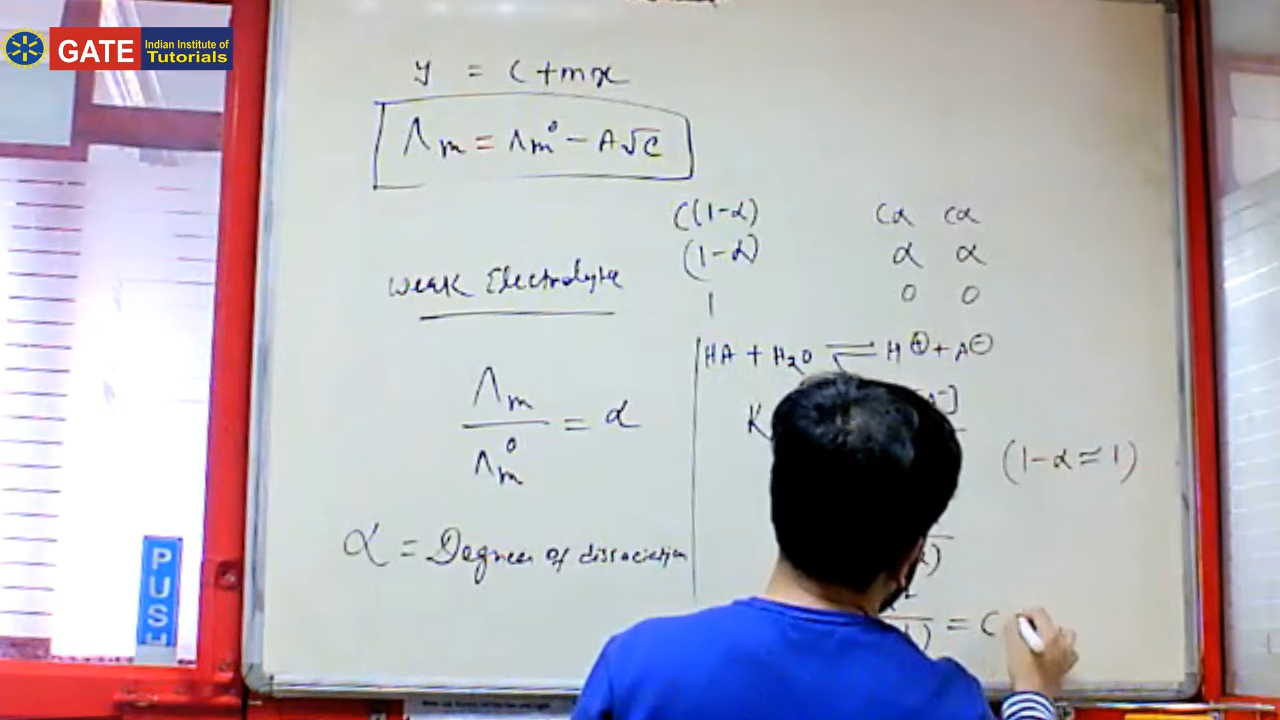 GATE
Indian Institute of
Tutorials
y = C + mx
Λm = Λm° − A√C
C(1-α) Cα Cα
(1-α) α α
1 0 0
Weak Electrolyte
HA + H₂O ⇌ H⊕ + A⊖
Λm / Λm° = α
K
A⁻]
(1-α ≃ 1)
α = Degree of dissociation
= C
PUSH